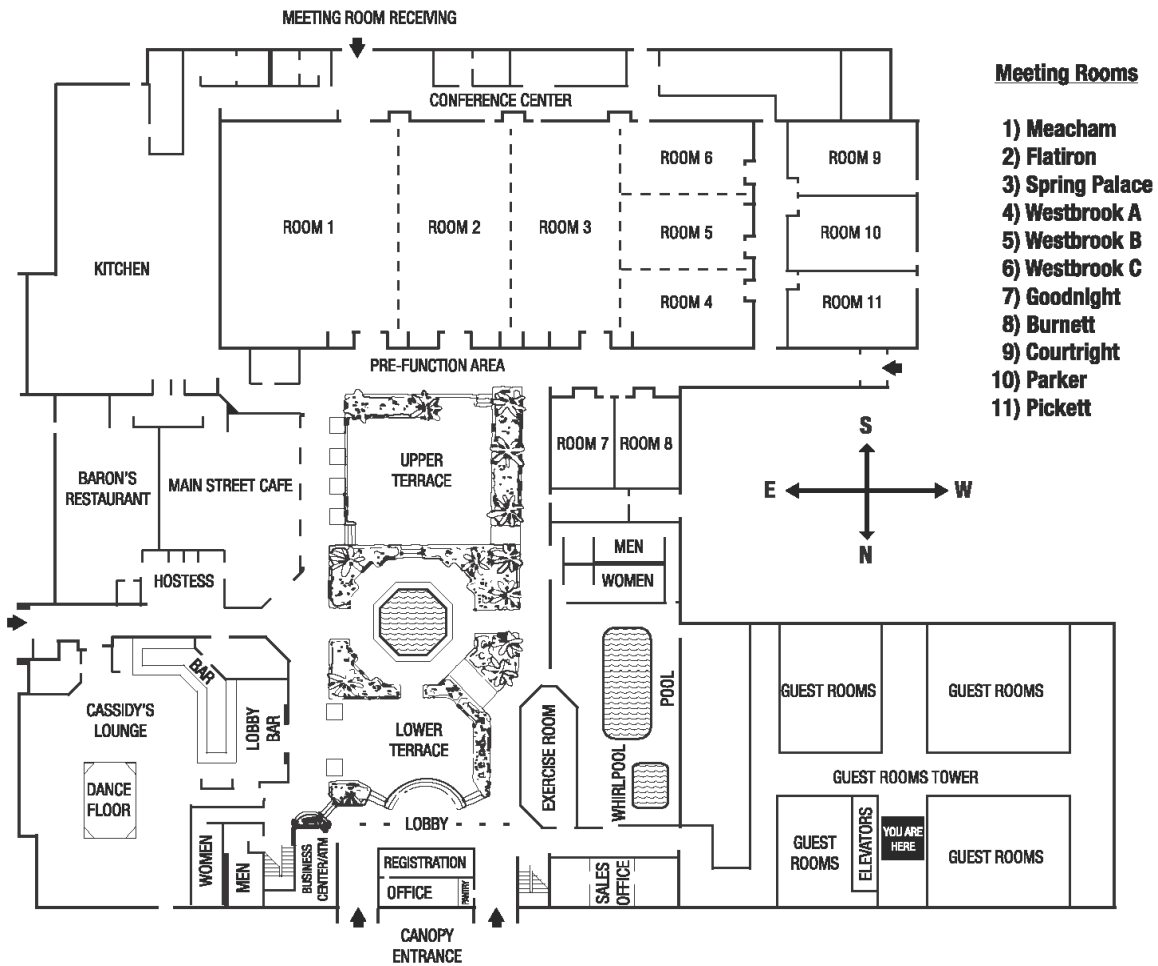 MEETING ROOM RECEIVING
CONFERENCE CENTER
Meeting Rooms
1) Meacham
2) Flatiron
3) Spring Palace
4) Westbrook A
5) Westbrook B
6) Westbrook C
7) Goodnight
8) Burnett
9) Courtright
10) Parker
11) Pickett
ROOM 6
ROOM 9
ROOM 1
ROOM 2
ROOM 3
ROOM 5
ROOM 10
KITCHEN
ROOM 4
ROOM 11
PRE-FUNCTION AREA
S
E
W
N
BARON'S
RESTAURANT
MAIN STREET CAFE
UPPER
TERRACE
ROOM 7
ROOM 8
MEN
WOMEN
HOSTESS
BAR
CASSIDY'S
LOUNGE
LOBBY
BAR
DANCE
FLOOR
LOWER
TERRACE
EXERCISE ROOM
POOL
WHIRLPOOL
GUEST ROOMS
GUEST ROOMS
GUEST ROOMS TOWER
LOBBY
WOMEN
MEN
BUSINESS
CENTER/ATM
REGISTRATION
OFFICE
PANTRY
SALES
OFFICE
GUEST
ROOMS
ELEVATORS
YOU ARE
HERE
GUEST ROOMS
CANOPY
ENTRANCE